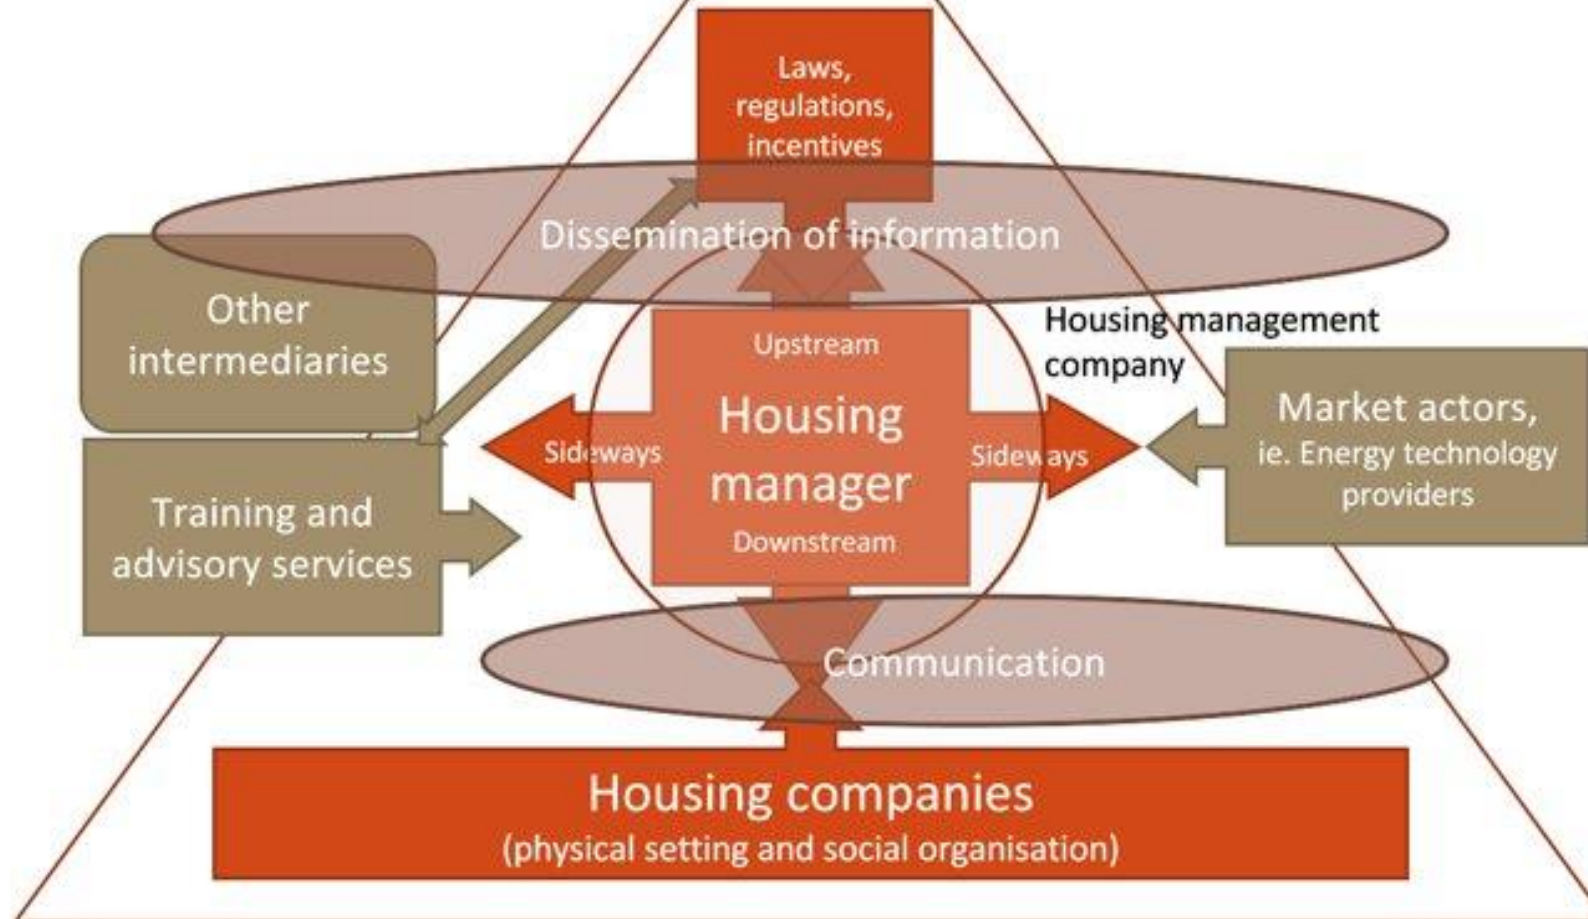 Laws,
regulations,
incentives
Dissemination of information
Other
intermediaries
Upstream
Housing management
company
Housing
manager
Sideways
Sideways
Downstream
Market actors,
ie. Energy technology
providers
Training and
advisory services
Communication
Housing companies
(physical setting and social organisation)